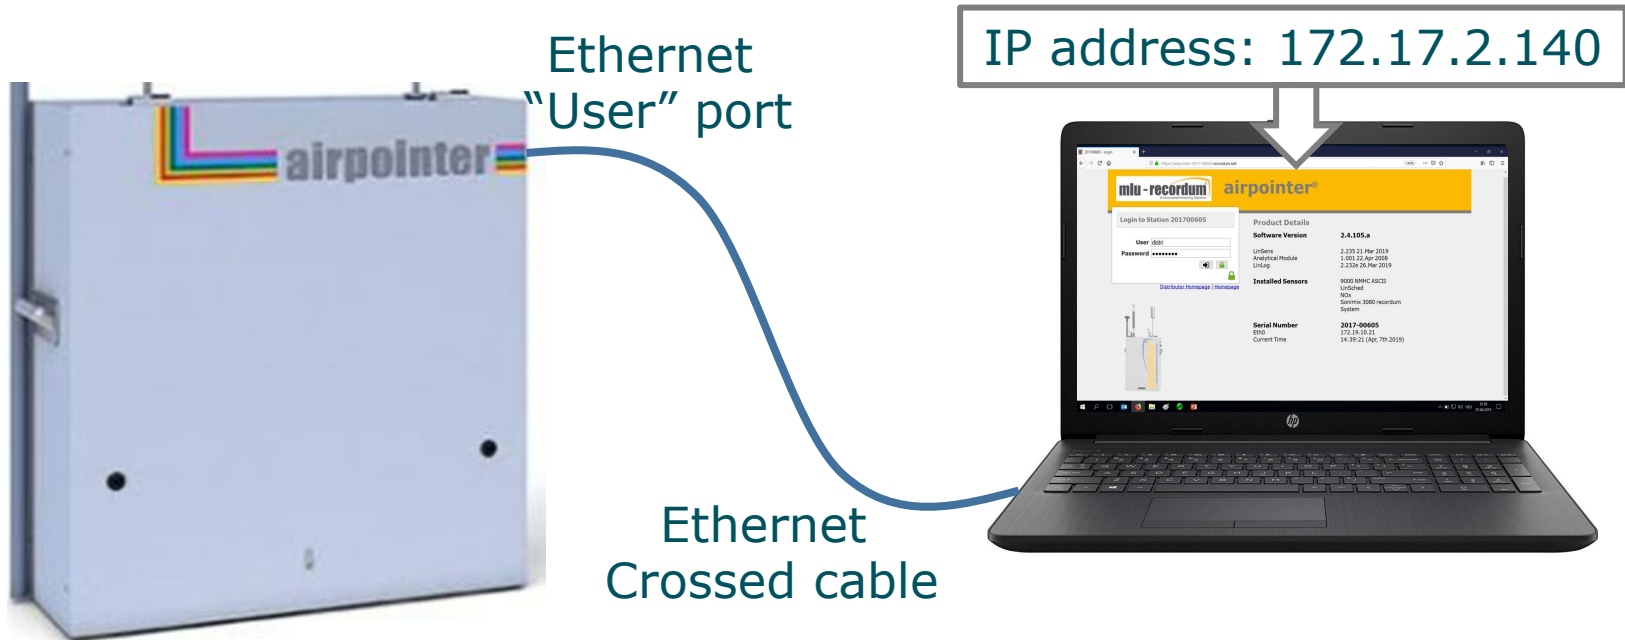 Ethernet
“User” port
IP address: 172.17.2.140
airpointer
201700605 - Login
mlu-recordum
airpointer®
Login to Station 201700605
User distri
Password ••••••••
Distributor Homepage | Homepage
Product Details
Software Version 2.4.105.a
LinSens 2.235 21.Mar 2019
Analytical Module 1.001 22.Apr 2008
LinLog 2.232e 26.Mar 2019
Installed Sensors 9000 NMHC ASCII
LinSched
NOx
Sonimix 3080 recordum
System
Serial Number 2017-00605
Eth0 172.19.10.21
Current Time 14:39:21 (Apr, 7th 2019)
hp
Ethernet
Crossed cable